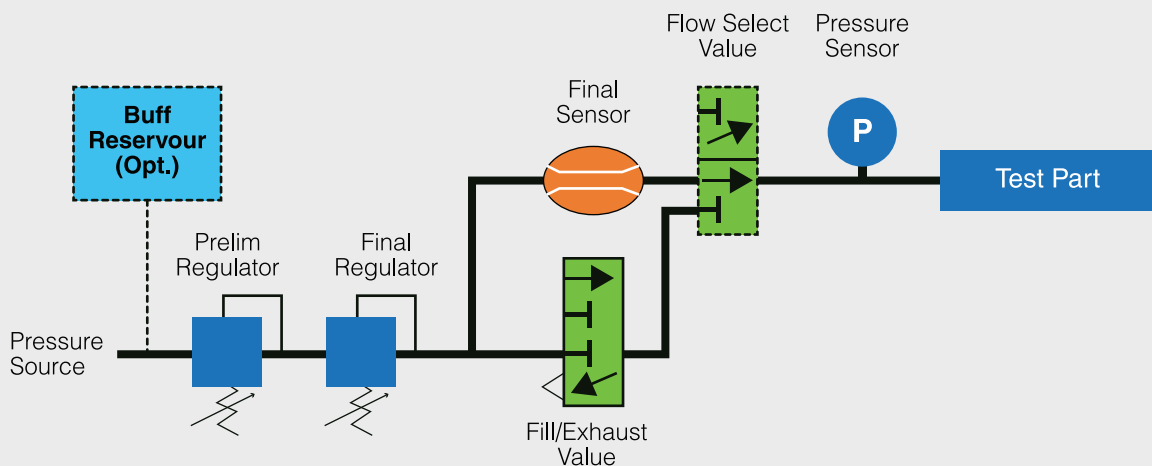 Flow Select
Value
Pressure
Sensor
Final
Sensor
Buff
Reservour
(Opt.)
P
Test Part
Prelim
Regulator
Final
Regulator
Pressure
Source
Fill/Exhaust
Value